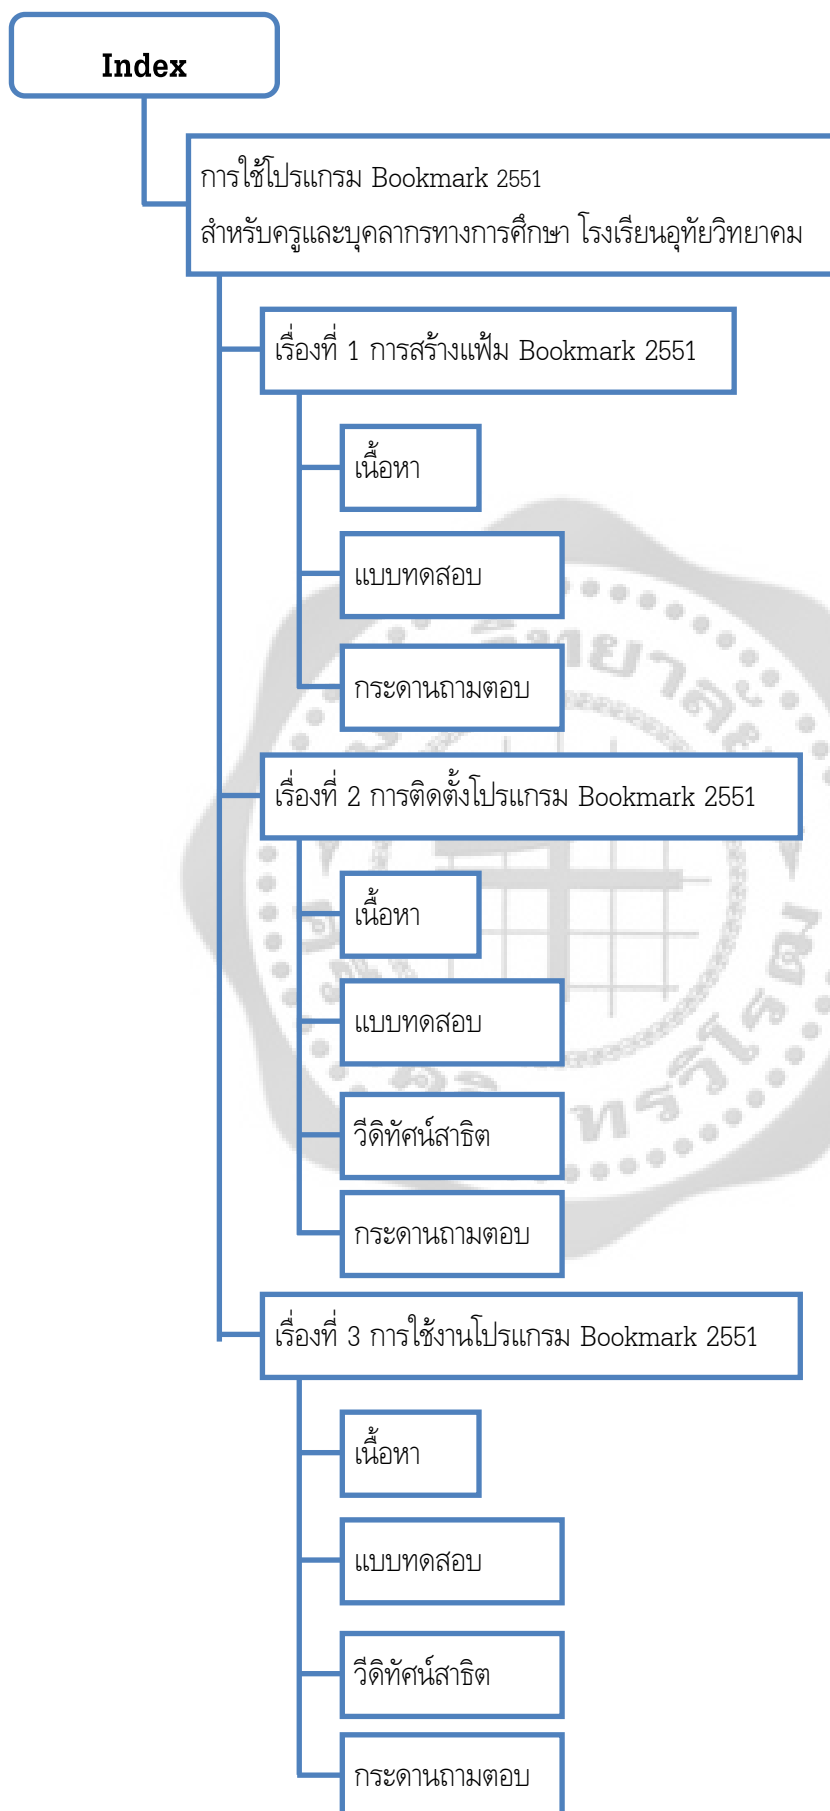 Index
การใช้โปรแกรม Bookmark 2551
สำหรับครูและบุคลากรทางการศึกษา โรงเรียนอุทัยวิทยาคม
เรื่องที่ 1 การสร้างแฟ้ม Bookmark 2551
เนื้อหา
แบบทดสอบ
กระดานถามตอบ
เรื่องที่ 2 การติดตั้งโปรแกรม Bookmark 2551
เนื้อหา
แบบทดสอบ
วีดิทัศน์สาธิต
กระดานถามตอบ
เรื่องที่ 3 การใช้งานโปรแกรม Bookmark 2551
เนื้อหา
แบบทดสอบ
วีดิทัศน์สาธิต
กระดานถามตอบ